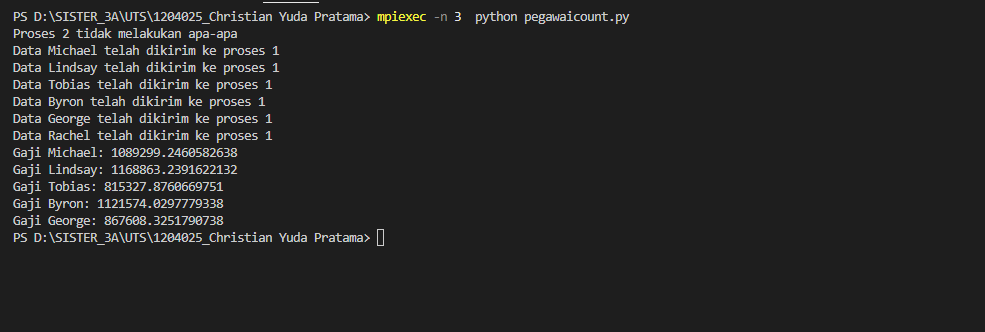 PS D:\SISTER_3A\UTS\1204025_Christian Yuda Pratama> mpiexec -n 3  python pegawaicount.py
Proses 2 tidak melakukan apa-apa
Data Michael telah dikirim ke proses 1
Data Lindsay telah dikirim ke proses 1
Data Tobias telah dikirim ke proses 1
Data Byron telah dikirim ke proses 1
Data George telah dikirim ke proses 1
Data Rachel telah dikirim ke proses 1
Gaji Michael: 1089299.2460582638
Gaji Lindsay: 1168863.2391622132
Gaji Tobias: 815327.8760669751
Gaji Byron: 1121574.0297779338
Gaji George: 867608.3251790738
PS D:\SISTER_3A\UTS\1204025_Christian Yuda Pratama>